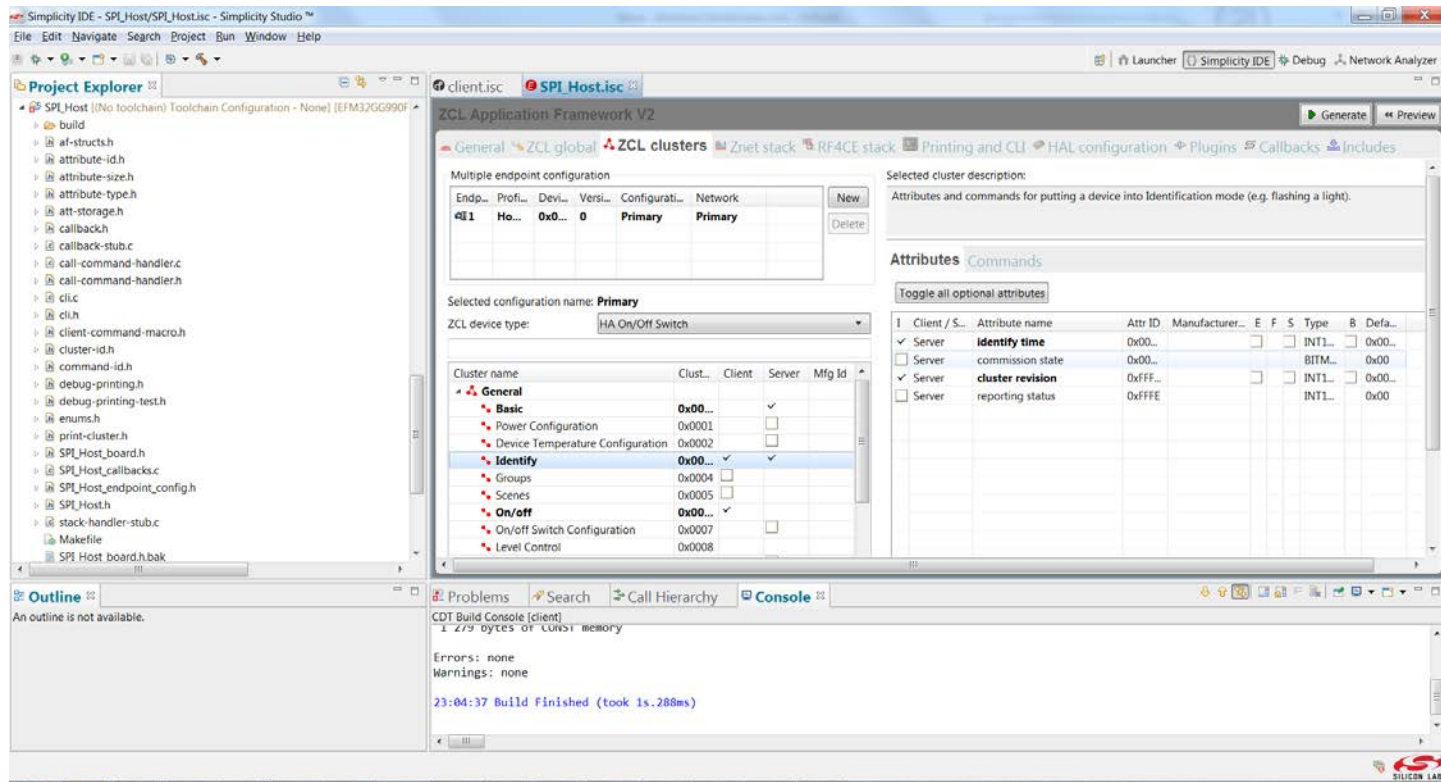 Simplicity IDE - SPI_Host/SPI_Host.isc - Simplicity Studio ™
File Edit Navigate Search Project Run Window Help
Launcher Simplicity IDE Debug Network Analyzer
Project Explorer
SPI_Host [(No toolchain) Toolchain Configuration - None] [EFM32GG990F
build
af-structs.h
attribute-id.h
attribute-size.h
attribute-type.h
att-storage.h
callback.h
callback-stub.c
call-command-handler.c
call-command-handler.h
cli.c
cli.h
client-command-macro.h
cluster-id.h
command-id.h
debug-printing.h
debug-printing-test.h
enums.h
print-cluster.h
SPI_Host_board.h
SPI_Host_callbacks.c
SPI_Host_endpoint_config.h
SPI_Host.h
stack-handler-stub.c
Makefile
SPI_Host_board.h.bak
client.isc SPI_Host.isc
ZCL Application Framework V2
Generate Preview
General ZCL global ZCL clusters Znet stack RF4CE stack Printing and CLI HAL configuration Plugins Callbacks Includes
Multiple endpoint configuration
Endp... Profi... Devi... Versi... Configurati... Network
1 Ho... 0x0... 0 Primary Primary
New
Delete
Selected configuration name: Primary
ZCL device type: HA On/Off Switch
Cluster name Clust... Client Server Mfg Id
General
Basic 0x00...
Power Configuration 0x0001
Device Temperature Configuration 0x0002
Identify 0x00...
Groups 0x0004
Scenes 0x0005
On/off 0x00...
On/off Switch Configuration 0x0007
Level Control 0x0008
Selected cluster description:
Attributes and commands for putting a device into Identification mode (e.g. flashing a light).
Attributes Commands
Toggle all optional attributes
I Client / S... Attribute name Attr ID Manufacturer... E F S Type B Defa...
Server identify time 0x00... INT1... 0x00...
Server commission state 0x00... BITM... 0x00
Server cluster revision 0xFFF... INT1... 0x00...
Server reporting status 0xFFFE INT1... 0x00
Outline
An outline is not available.
Problems Search Call Hierarchy Console
CDT Build Console [client]
1 279 bytes of CONST memory
Errors: none
Warnings: none
23:04:37 Build Finished (took 1s.288ms)
SILICON LAB